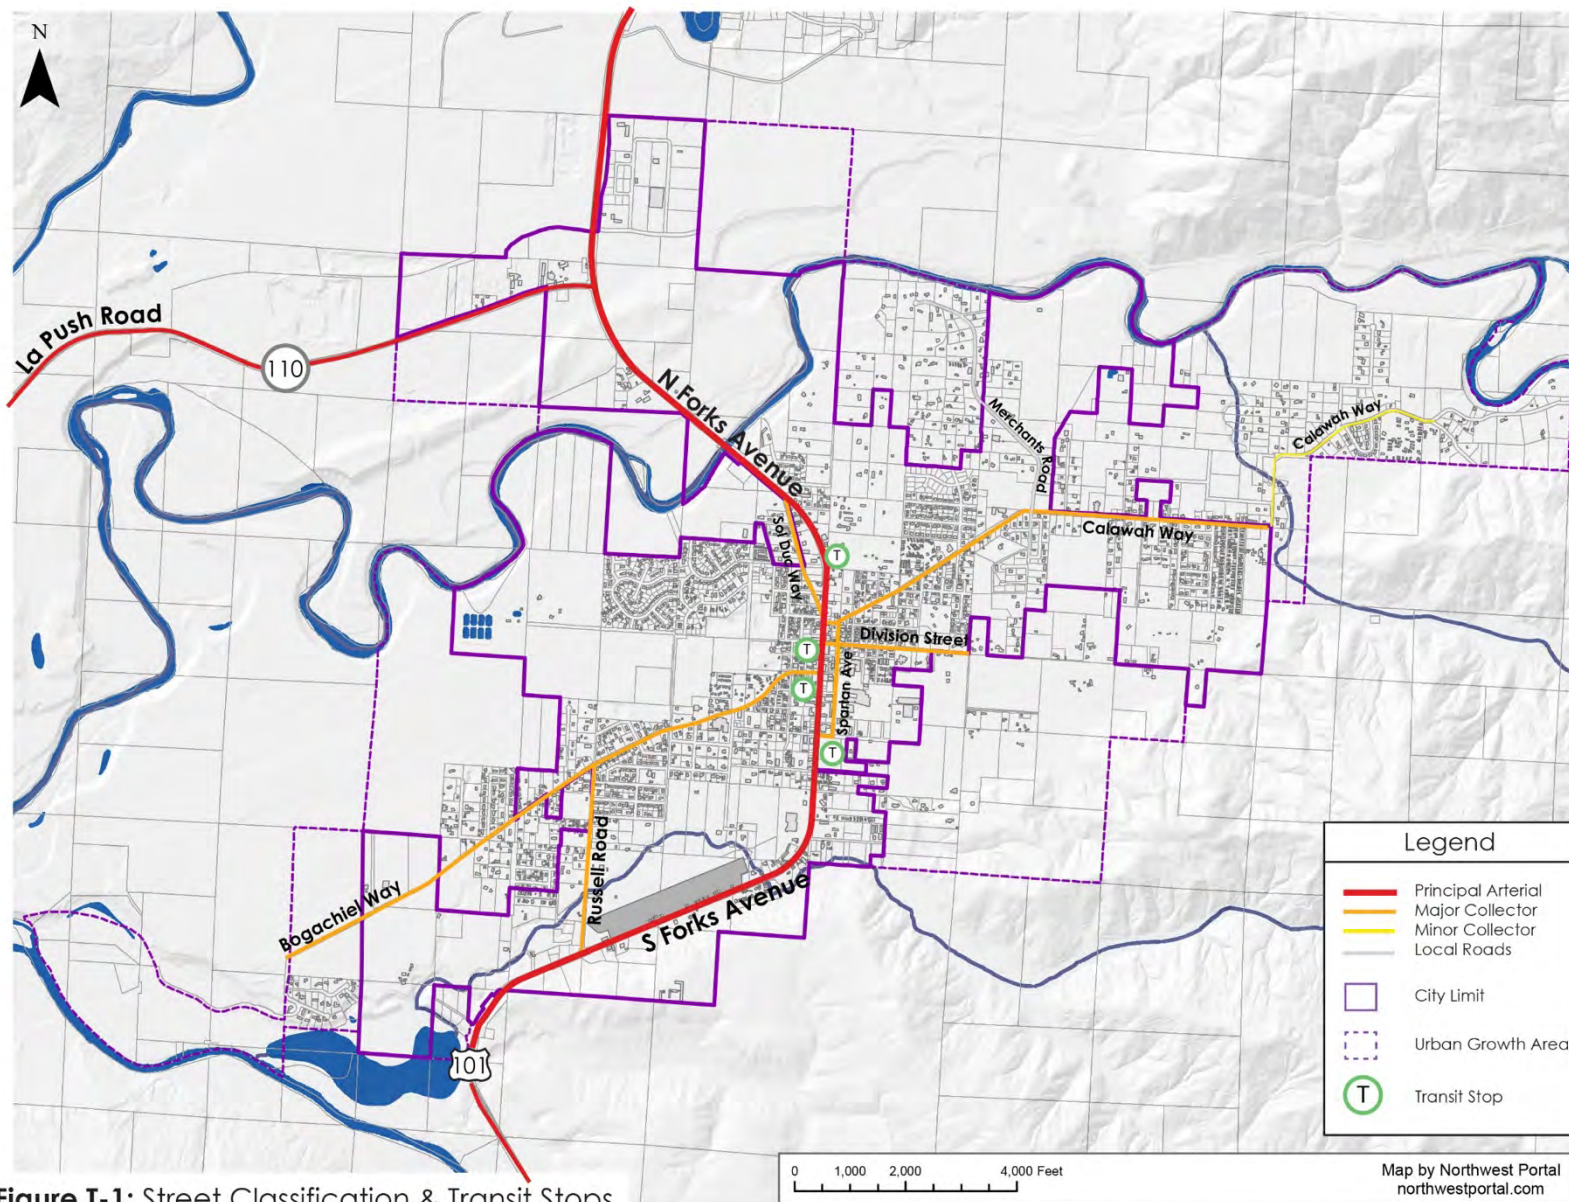 N
La Push Road
110
N Forks Avenue
Merchants Road
Calawah Way
Calawah Way
Sol Duc Way
T
Division Street
T
T
Spartan Ave
T
Russell Road
Bogachiel Way
S Forks Avenue
101
Legend
Principal Arterial
Major Collector
Minor Collector
Local Roads
City Limit
Urban Growth Area
T
Transit Stop
0 1,000 2,000 4,000 Feet
Map by Northwest Portal
northwestportal.com
Figure T-1: Street Classification & Transit Stops